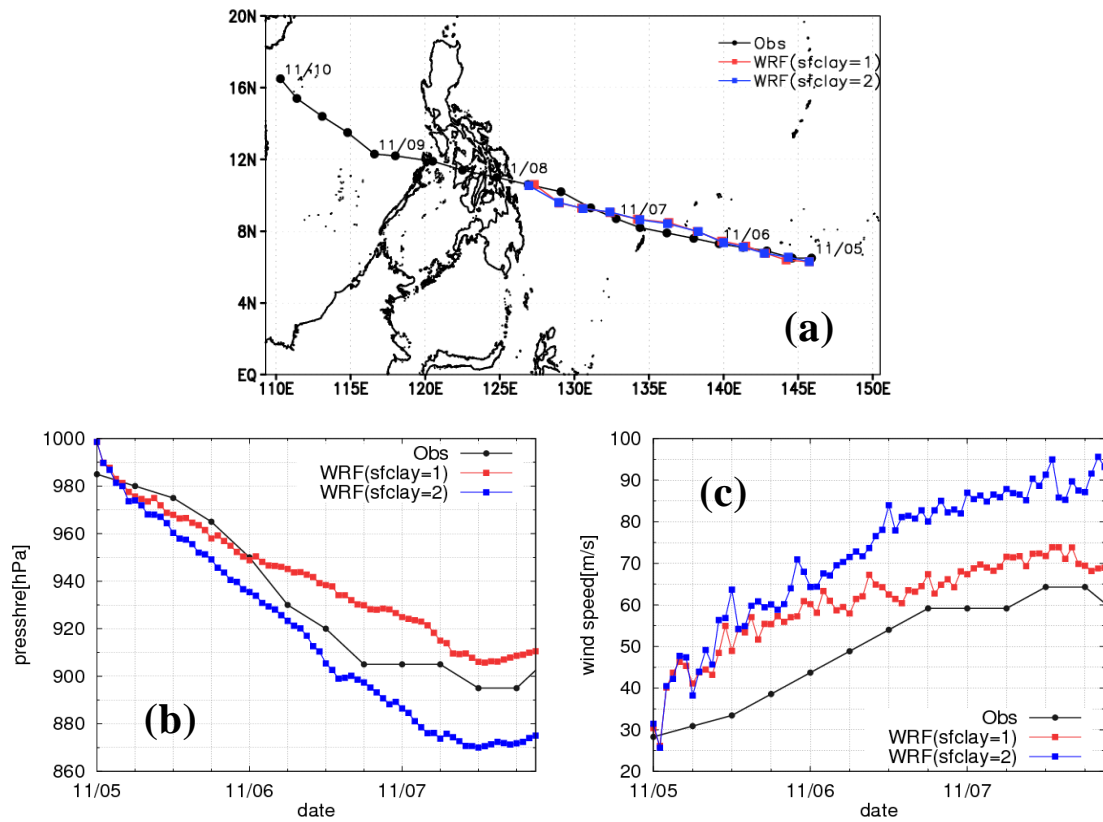 20N
16N
12N
8N
4N
EQ
110E 115E 120E 125E 130E 135E 140E 145E 150E
Obs
WRF(sfclay=1)
WRF(sfclay=2)
11/10
11/09
11/08
11/07
11/06
11/05
(a)
1000
980
960
940
920
900
880
860
presshre[hPa]
Obs
WRF(sfclay=1)
WRF(sfclay=2)
(b)
11/05 11/06 11/07
date
100
90
80
70
60
50
40
30
20
wind speed[m/s]
(c)
Obs
WRF(sfclay=1)
WRF(sfclay=2)
11/05 11/06 11/07
date